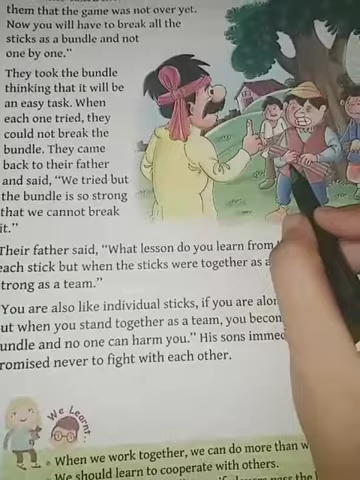 them that the game was not over yet.
Now you will have to break all the
sticks as a bundle and not
one by one."
They took the bundle
thinking that it will be
an easy task. When
each one tried, they
could not break the
bundle. They came
back to their father
and said, "We tried but
the bundle is so strong
that we cannot break
it."
Their father said, "What lesson do you learn from
each stick but when the sticks were together as a
trong as a team."
You are also like individual sticks, if you are
ut when you stand together as a team, you
undle and no one can harm you." His sons
romised never to fight with each other.
We Learnt..
When we work together, we can do more than
We should learn to cooperate with others.